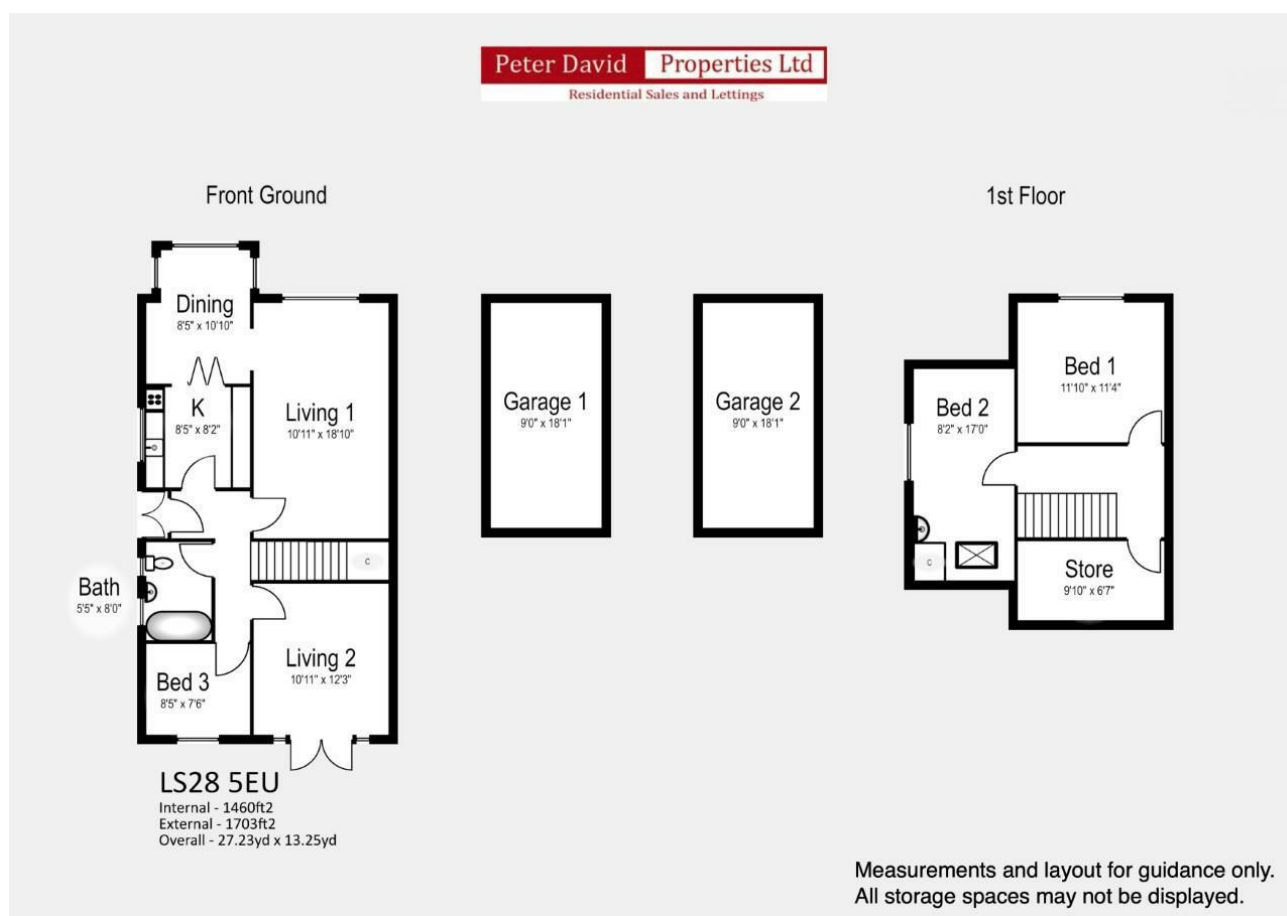 Peter David Properties Ltd
Residential Sales and Lettings
Front Ground
1st Floor
Dining
8'5" x 10'10"
K
8'5" x 8'2"
Living 1
10'11" x 18'10"
C
Bath
5'5" x 8'0"
Bed 3
8'5" x 7'6"
Living 2
10'11" x 12'3"
Garage 1
9'0" x 18'1"
Garage 2
9'0" x 18'1"
Bed 1
11'10" x 11'4"
Bed 2
8'2" x 17'0"
C
Store
9'10" x 6'7"
LS28 5EU
Internal - 1460ft2
External - 1703ft2
Overall - 27.23yd x 13.25yd
Measurements and layout for guidance only.
All storage spaces may not be displayed.